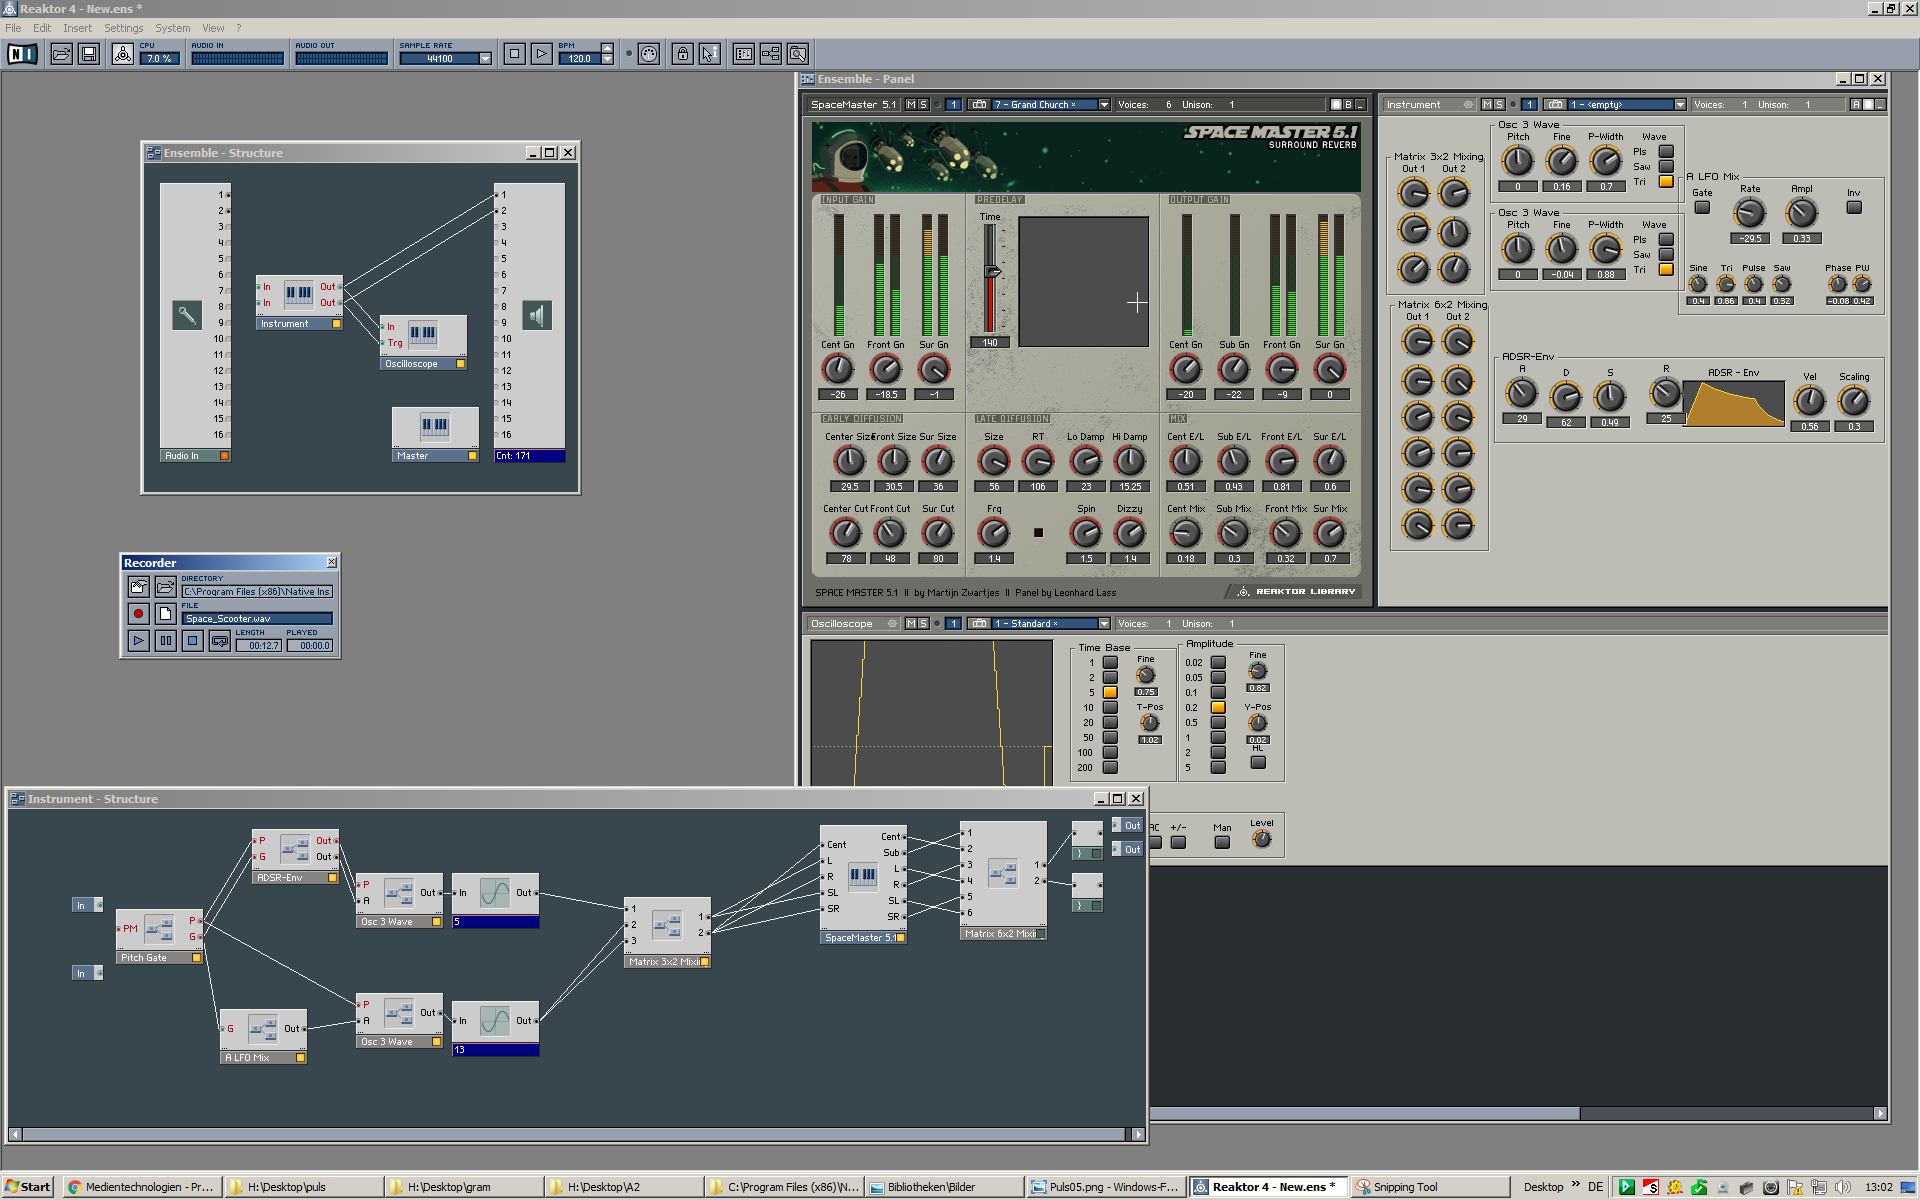 Reaktor 4 - New.ens *
File Edit Insert Settings System View ?
CPU 7.0 %
AUDIO IN
AUDIO OUT
SAMPLE RATE 44100
BPM 120.0
Ensemble - Structure
1
2
3
4
5
6
7
8
9
10
11
12
13
14
15
16
Audio In
In Out
In Out
Instrument
In
Trg
Oscilloscope
Master
1
2
3
4
5
6
7
8
9
10
11
12
13
14
15
16
Cnt: 171
Recorder
DIRECTORY
C:\Program Files (x86)\Native Ins
FILE
Space_Scooter.wav
LENGTH PLAYED
00:12.7 00:00.0
Ensemble - Panel
SpaceMaster 5.1 M S 1 7 - Grand Church * Voices: 6 Unison: 1 B
SPACE MASTER 5.1
SURROUND REVERB
INPUT GAIN PREDELAY OUTPUT GAIN
Time
140
Cent Gn Front Gn Sur Gn
-26 -18.5 -1
Cent Gn Sub Gn Front Gn Sur Gn
-20 -22 -9 0
EARLY DIFFUSION LATE DIFFUSION MIX
Center Size Front Size Sur Size Size RT Lo Damp Hi Damp Cent E/L Sub E/L Front E/L Sur E/L
29.5 30.5 36 56 106 23 15.25 0.51 0.43 0.81 0.6
Center Cut Front Cut Sur Cut Frq Spin Dizzy Cent Mix Sub Mix Front Mix Sur Mix
78 48 80 1.4 1.5 1.4 0.18 0.3 0.32 0.7
SPACE MASTER 5.1 II by Martijn Zwartjes II Panel by Leonhard Lass REAKTOR LIBRARY
Instrument M S 1 1 - <empty> Voices: 1 Unison: 1 A
Matrix 3x2 Mixing
Out 1 Out 2
Matrix 6x2 Mixing
Out 1 Out 2
Osc 3 Wave
Pitch Fine P-Width Wave
Pls
Saw
Tri
0 0.16 0.7
Osc 3 Wave
Pitch Fine P-Width Wave
Pls
Saw
Tri
0 -0.04 0.88
A LFO Mix
Gate Rate Ampl Inv
-29.5 0.33
Sine Tri Pulse Saw Phase PW
0.4 0.86 0.4 0.32 -0.08 0.42
ADSR-Env
A D S R ADSR - Env Vel Scaling
29 62 0.49 25 0.56 0.3
Oscilloscope M S 1 1 - Standard * Voices: 1 Unison: 1
Time Base
1
2
5
10
20
50
100
200
Fine
0.75
T-Pos
1.02
Amplitude
0.02
0.05
0.1
0.2
0.5
1
2
5
Fine
0.82
Y-Pos
0.02
HL
AC +/- Man Level
Instrument - Structure
In
In
PM P
G
Pitch Gate
P Out
G Out
ADSR-Env
G Out
A LFO Mix
P Out
A
Osc 3 Wave
In Out
5
P Out
A
Osc 3 Wave
In Out
13
1
2
3
1
2
Matrix 3x2 Mixin
Cent
L
R
SL
SR
Cent
Sub
L
R
SL
SR
SpaceMaster 5.1
1
2
3
4
5
6
1
2
Matrix 6x2 Mixin
}
}
Out
Out
Start Medientechnologien - Pr... H:\Desktop\puls H:\Desktop\gram H:\Desktop\A2 C:\Program Files (x86)\N... Bibliotheken\Bilder Puls05.png - Windows-F... Reaktor 4 - New.ens * Snipping Tool Desktop » DE 13:02